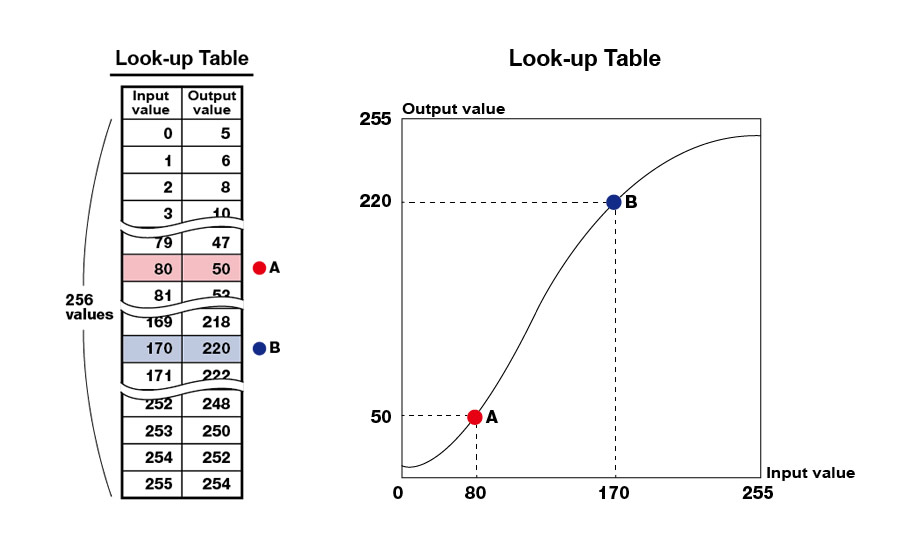 Look-up Table
Input value Output value
0 5
1 6
2 8
3 10
79 47
80 50 A
81 52
169 218
170 220 B
171 222
252 248
253 250
254 252
255 254
256 values
Look-up Table
Output value
255
220
50
B
A
Input value
0 80 170 255